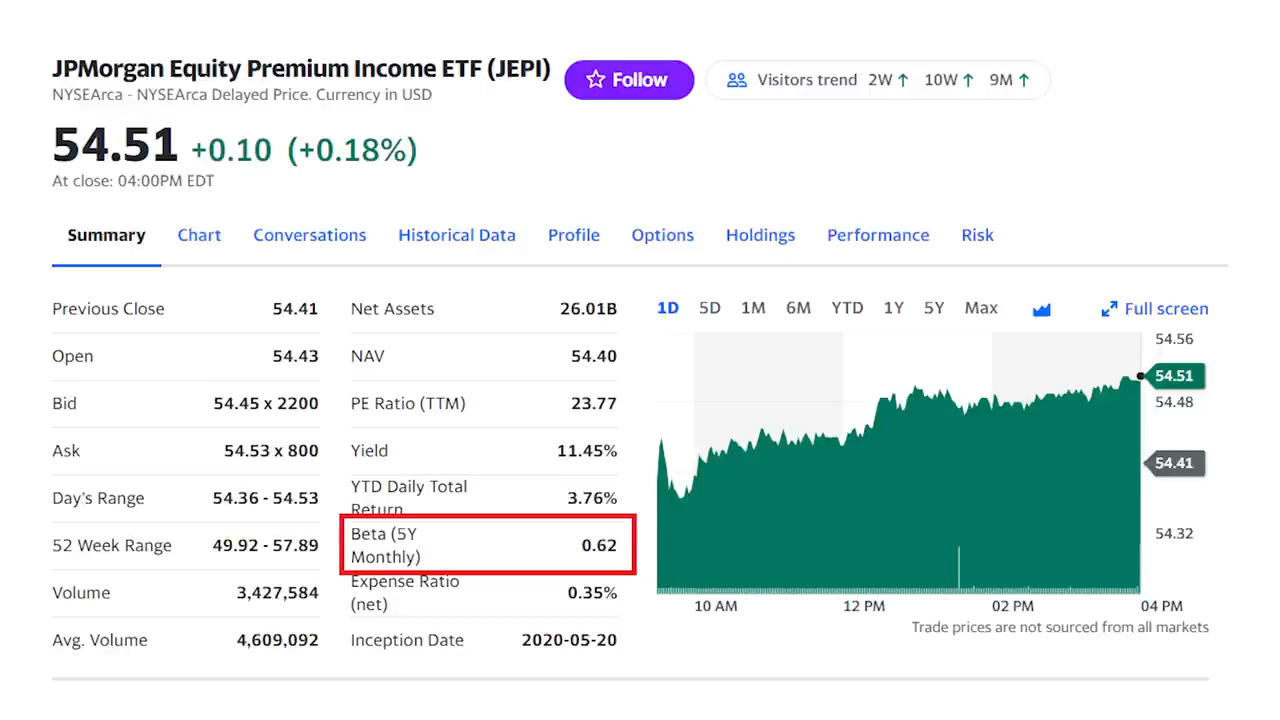 JPMorgan Equity Premium Income ETF (JEPI)
Follow
Visitors trend 2W ↑ 10W ↑ 9M ↑
NYSEArca - NYSEArca Delayed Price. Currency in USD
54.51 +0.10 (+0.18%)
At close: 04:00PM EDT
Summary Chart Conversations Historical Data Profile Options Holdings Performance Risk
Previous Close 54.41
Open 54.43
Bid 54.45 x 2200
Ask 54.53 x 800
Day's Range 54.36 - 54.53
52 Week Range 49.92 - 57.89
Volume 3,427,584
Avg. Volume 4,609,092
Net Assets 26.01B
NAV 54.40
PE Ratio (TTM) 23.77
Yield 11.45%
YTD Daily Total
Return 3.76%
Beta (5Y
Monthly) 0.62
Expense Ratio
(net) 0.35%
Inception Date 2020-05-20
1D 5D 1M 6M YTD 1Y 5Y Max Full screen
54.56
54.51
54.48
54.41
54.32
10 AM 12 PM 02 PM 04 PM
Trade prices are not sourced from all markets